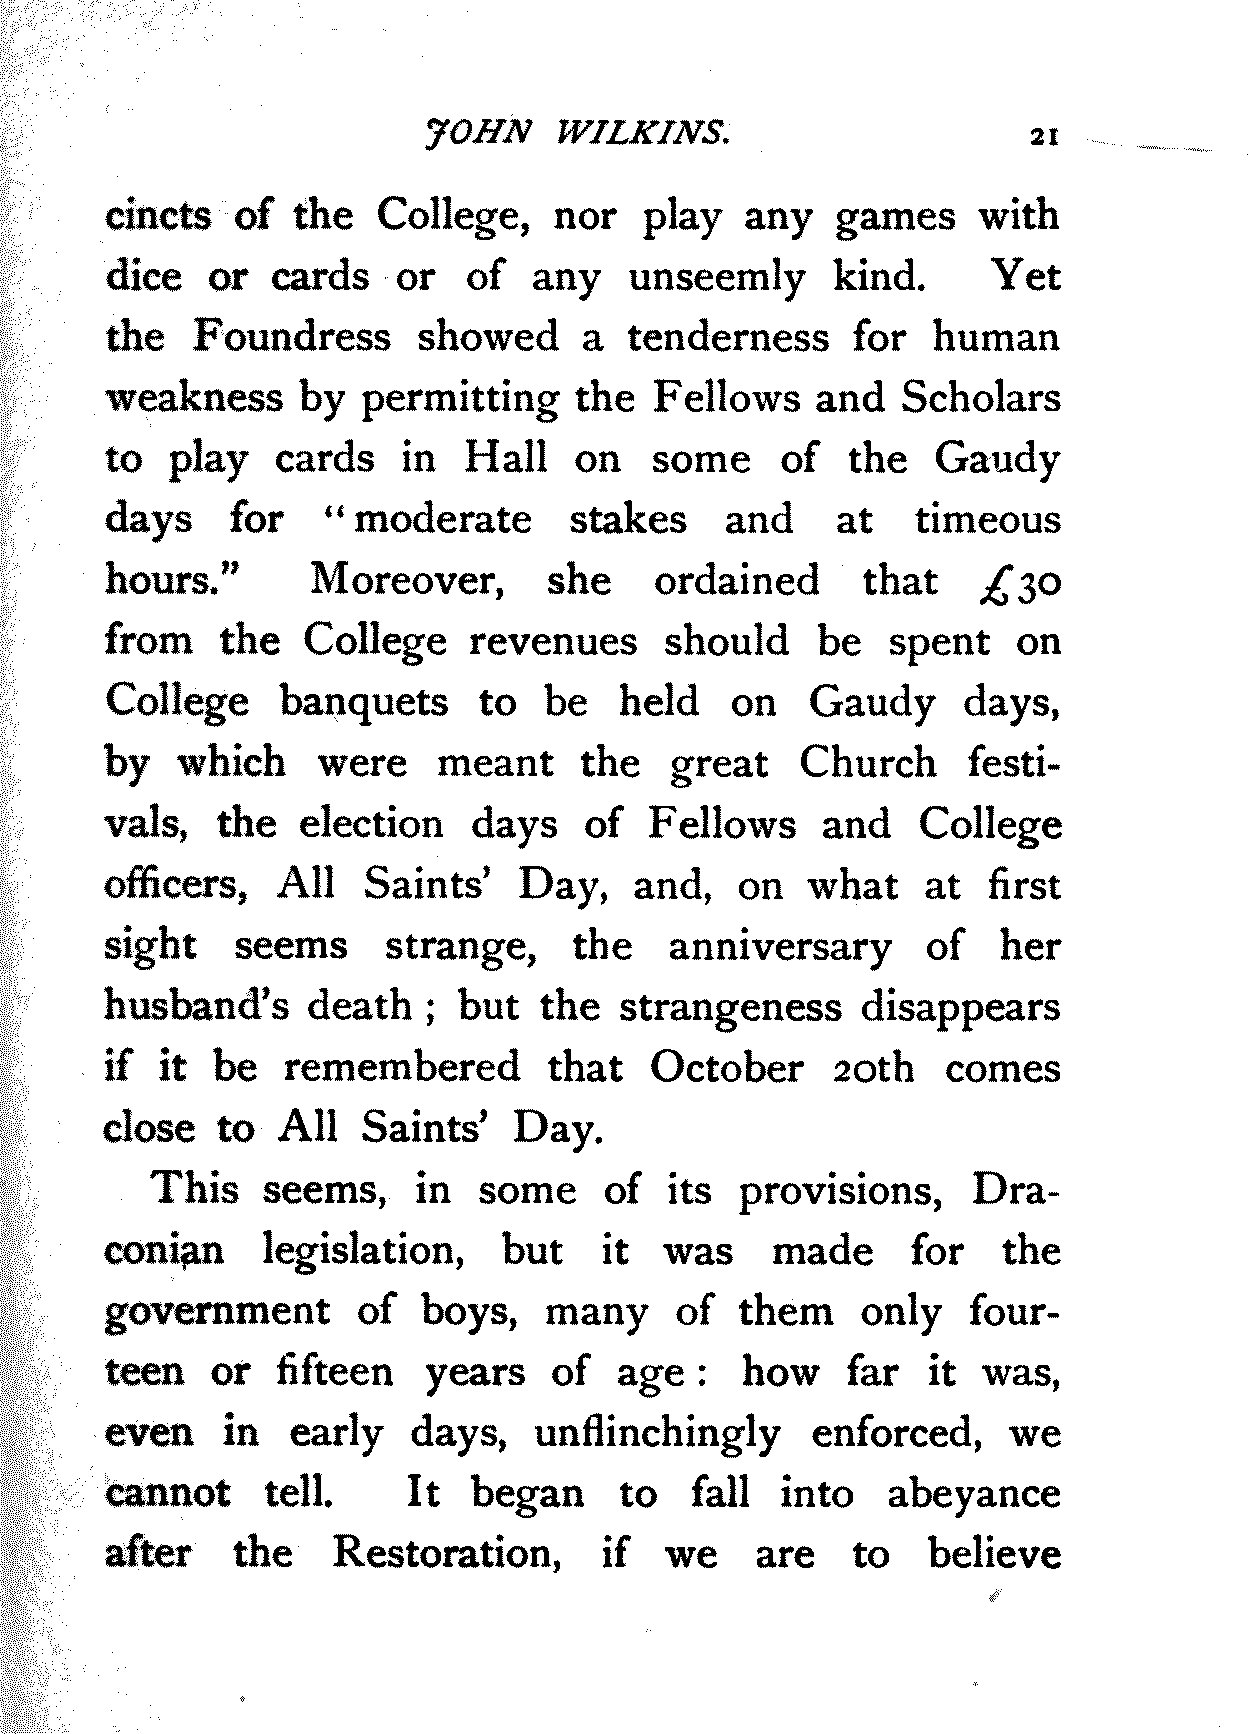 JOHN WILKINS. 21
cincts of the College, nor play any games with
dice or cards or of any unseemly kind. Yet
the Foundress showed a tenderness for human
weakness by permitting the Fellows and Scholars
to play cards in Hall on some of the Gaudy
days for “moderate stakes and at timeous
hours.” Moreover, she ordained that £30
from the College revenues should be spent on
College banquets to be held on Gaudy days,
by which were meant the great Church festi-
vals, the election days of Fellows and College
officers, All Saints’ Day, and, on what at first
sight seems strange, the anniversary of her
husband’s death; but the strangeness disappears
if it be remembered that October 20th comes
close to All Saints’ Day.
This seems, in some of its provisions, Dra-
conian legislation, but it was made for the
government of boys, many of them only four-
teen or fifteen years of age: how far it was,
even in early days, unflinchingly enforced, we
cannot tell. It began to fall into abeyance
after the Restoration, if we are to believe